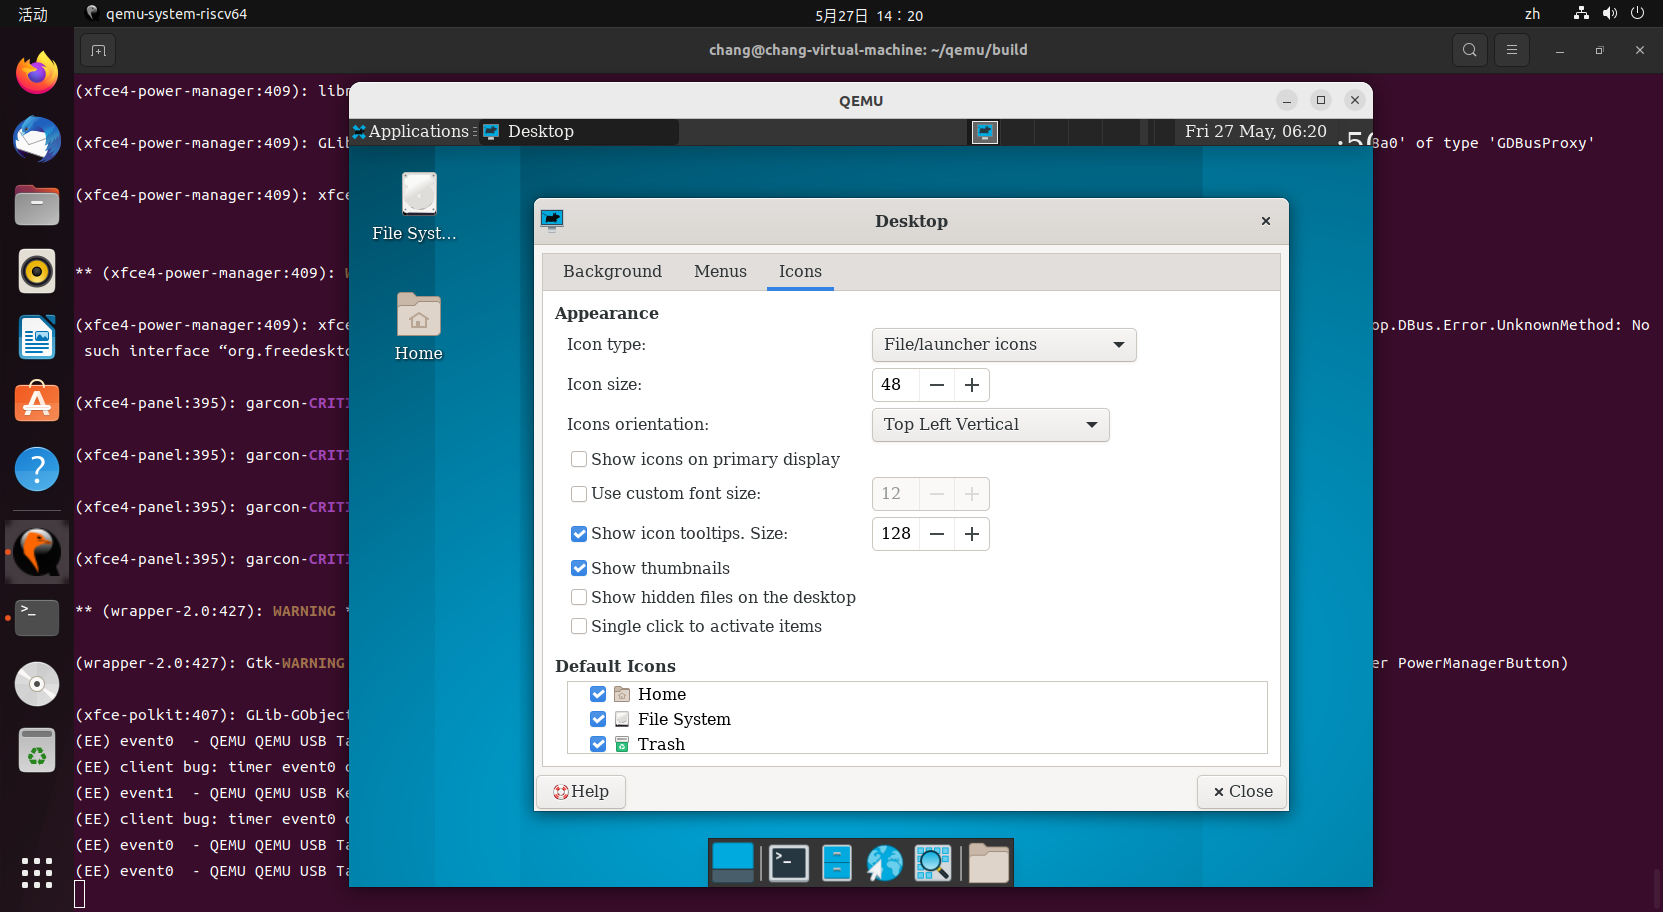 活动
qemu-system-riscv64
5月27日 14：20
zh
chang@chang-virtual-machine: ~/qemu/build
(xfce4-power-manager:409): libn
QEMU
Applications
Desktop
Fri 27 May, 06:20
(xfce4-power-manager:409): GLib
8a0' of type 'GDBusProxy'
(xfce4-power-manager:409): xfce
File Syst...
Desktop
Background Menus Icons
** (xfce4-power-manager:409): W
Appearance
(xfce4-power-manager:409): xfce
op.DBus.Error.UnknownMethod: No
such interface “org.freedeskto
Home
Icon type: File/launcher icons
Icon size: 48
(xfce4-panel:395): garcon-CRITI
Icons orientation: Top Left Vertical
(xfce4-panel:395): garcon-CRITI
Show icons on primary display
Use custom font size: 12
(xfce4-panel:395): garcon-CRITI
Show icon tooltips. Size: 128
(xfce4-panel:395): garcon-CRITI
Show thumbnails
Show hidden files on the desktop
** (wrapper-2.0:427): WARNING *
Single click to activate items
(wrapper-2.0:427): Gtk-WARNING
er PowerManagerButton)
Default Icons
Home
File System
Trash
(xfce-polkit:407): GLib-GObject
(EE) event0  - QEMU QEMU USB Ta
(EE) client bug: timer event0 d
(EE) event1  - QEMU QEMU USB Ke
Help
Close
(EE) client bug: timer event0 d
(EE) event0  - QEMU QEMU USB Ta
(EE) event0  - QEMU QEMU USB Ta